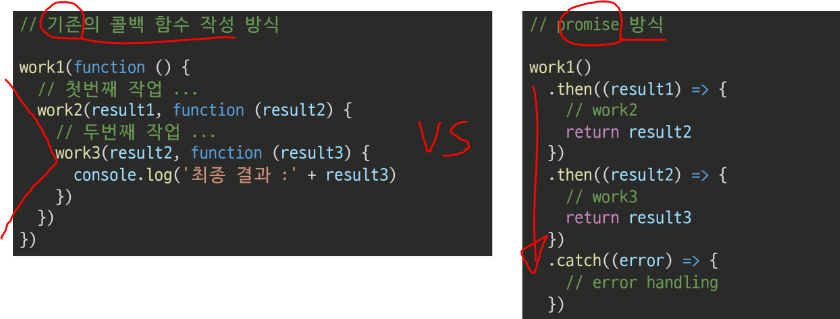 // 기존의 콜백 함수 작성 방식
work1(function () {
// 첫번째 작업 ...
work2(result1, function (result2) {
// 두번째 작업 ...
work3(result2, function (result3) {
console.log('최종 결과 :' + result3)
})
})
})
VS
// promise 방식
work1()
.then((result1) => {
// work2
return result2
})
.then((result2) => {
// work3
return result3
})
.catch((error) => {
// error handling
})